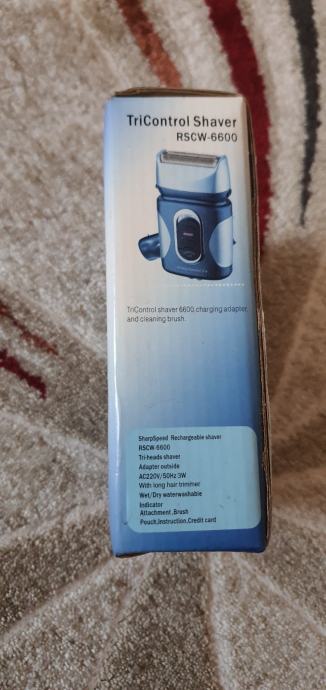 TriControl Shaver
RSCW-6600
TriControl shaver 6600,charging adapter,
and cleaning brush.
SharpSpeed Rechargeable shaver
RSCW-6600
Tri-heads shaver
Adapter outside
AC220V/50Hz 3W
With long hair trimmer
Wet/Dry waterwashable
Indicator
Attachment ,Brush
Pouch,Instruction,Credit card